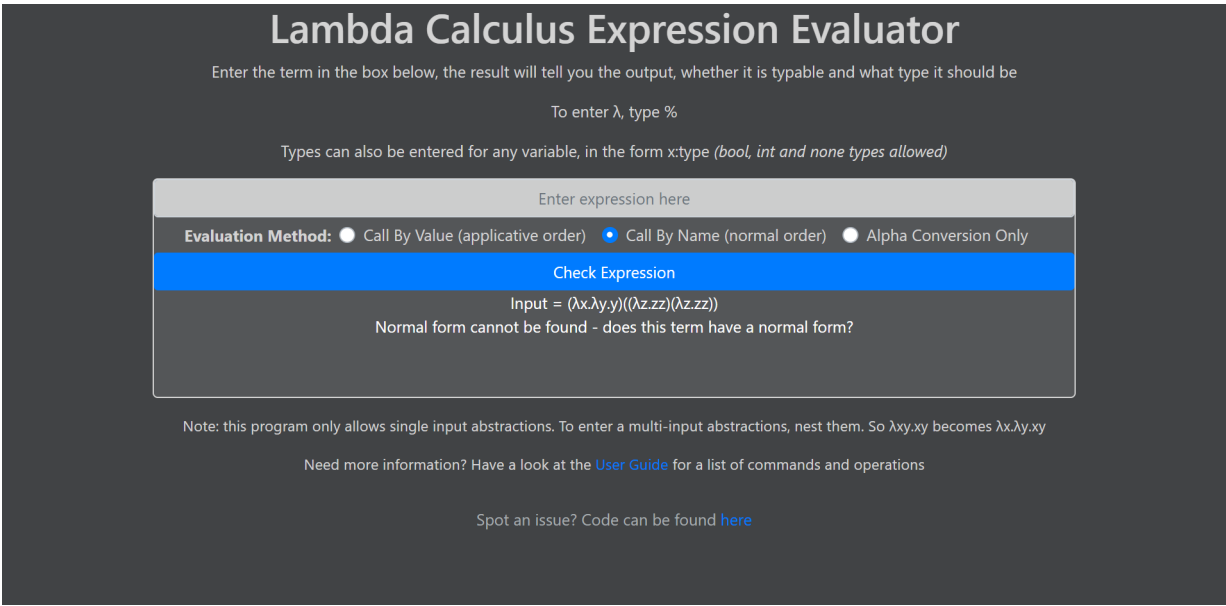 Lambda Calculus Expression Evaluator
Enter the term in the box below, the result will tell you the output, whether it is typable and what type it should be
To enter λ, type %
Types can also be entered for any variable, in the form x:type (bool, int and none types allowed)
Enter expression here
Evaluation Method: Call By Value (applicative order) Call By Name (normal order) Alpha Conversion Only
Check Expression
Input = (λx.λy.y)((λz.zz)(λz.zz))
Normal form cannot be found - does this term have a normal form?
Note: this program only allows single input abstractions. To enter a multi-input abstractions, nest them. So λxy.xy becomes λx.λy.xy
Need more information? Have a look at the User Guide for a list of commands and operations
Spot an issue? Code can be found here